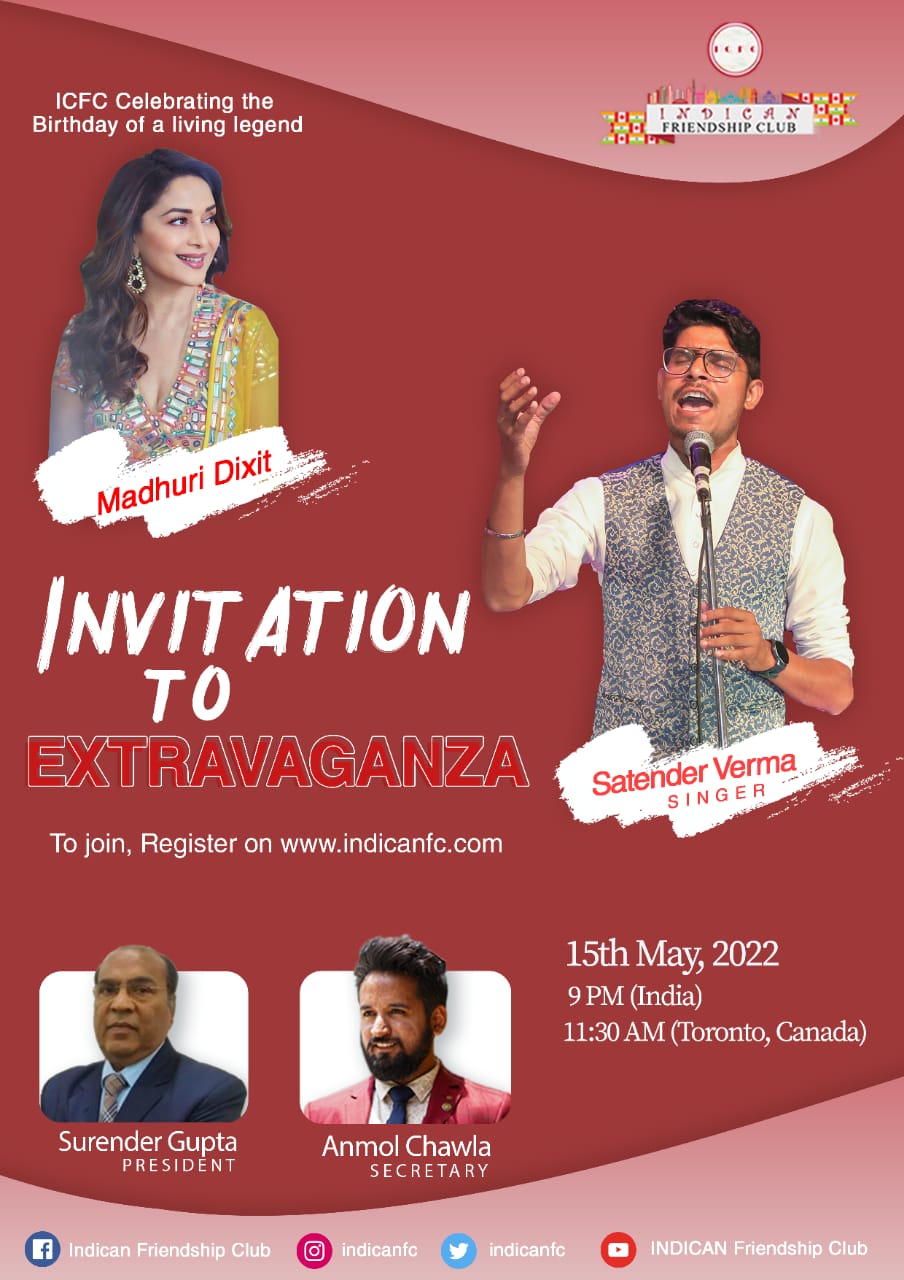 ICFC Celebrating the
Birthday of a living legend
ICFC
INDICAN
FRIENDSHIP CLUB
Madhuri Dixit
INVITATION
TO
EXTRAVAGANZA
Satender Verma
SINGER
To join, Register on www.indicanfc.com
15th May, 2022
9 PM (India)
11:30 AM (Toronto, Canada)
Surender Gupta
PRESIDENT
Anmol Chawla
SECRETARY
Indican Friendship Club
indicanfc
indicanfc
INDICAN Friendship Club